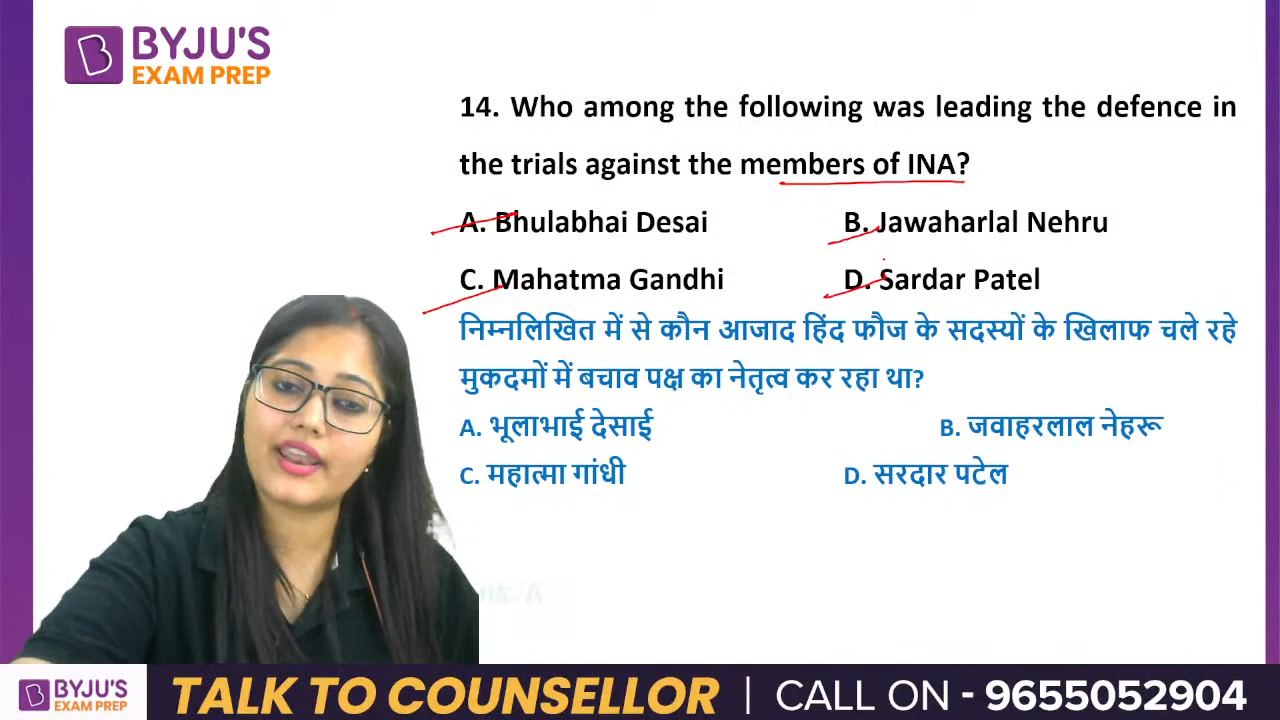 BYJU'S
EXAM PREP
14. Who among the following was leading the defence in
the trials against the members of INA?
A. Bhulabhai Desai B. Jawaharlal Nehru
C. Mahatma Gandhi D. Sardar Patel
निम्नलिखित में से कौन आजाद हिंद फौज के सदस्यों के खिलाफ चले रहे
मुकदमों में बचाव पक्ष का नेतृत्व कर रहा था?
A. भूलाभाई देसाई B. जवाहरलाल नेहरू
C. महात्मा गांधी D. सरदार पटेल
A
BYJU'S
EXAM PREP
TALK TO COUNSELLOR | CALL ON - 9655052904